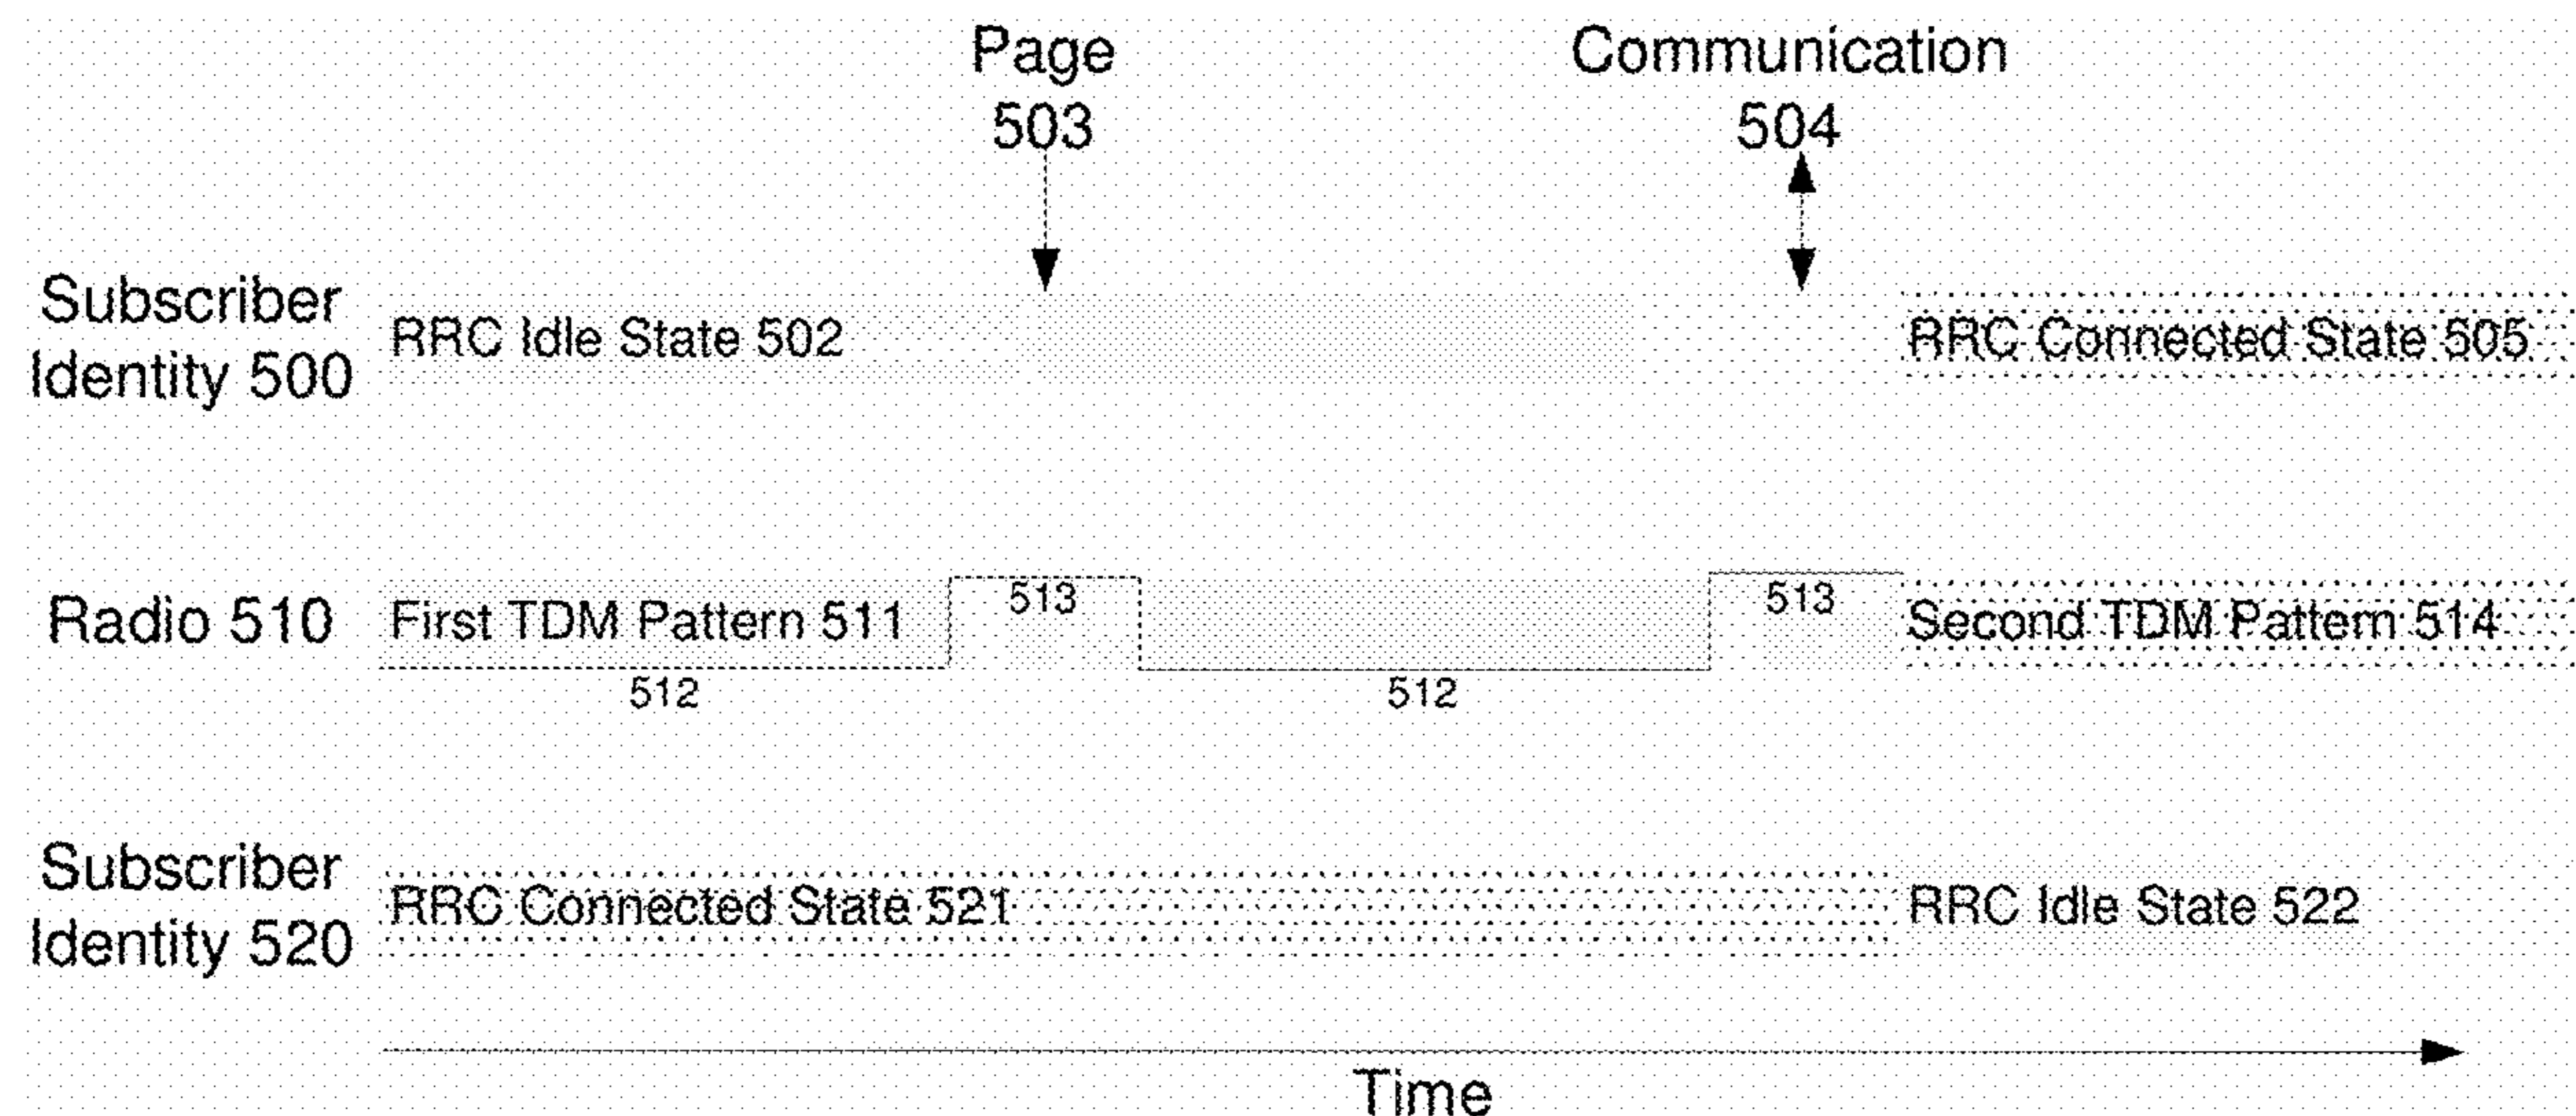 Page
503
Communication
504
Subscriber
Identity 500
RRC Idle State 502
RRC Connected State 505
Radio 510
First TDM Pattern 511
513
513
Second TDM Pattern 514
512
512
Subscriber
Identity 520
RRC Connected State 521
RRC Idle State 522
Time